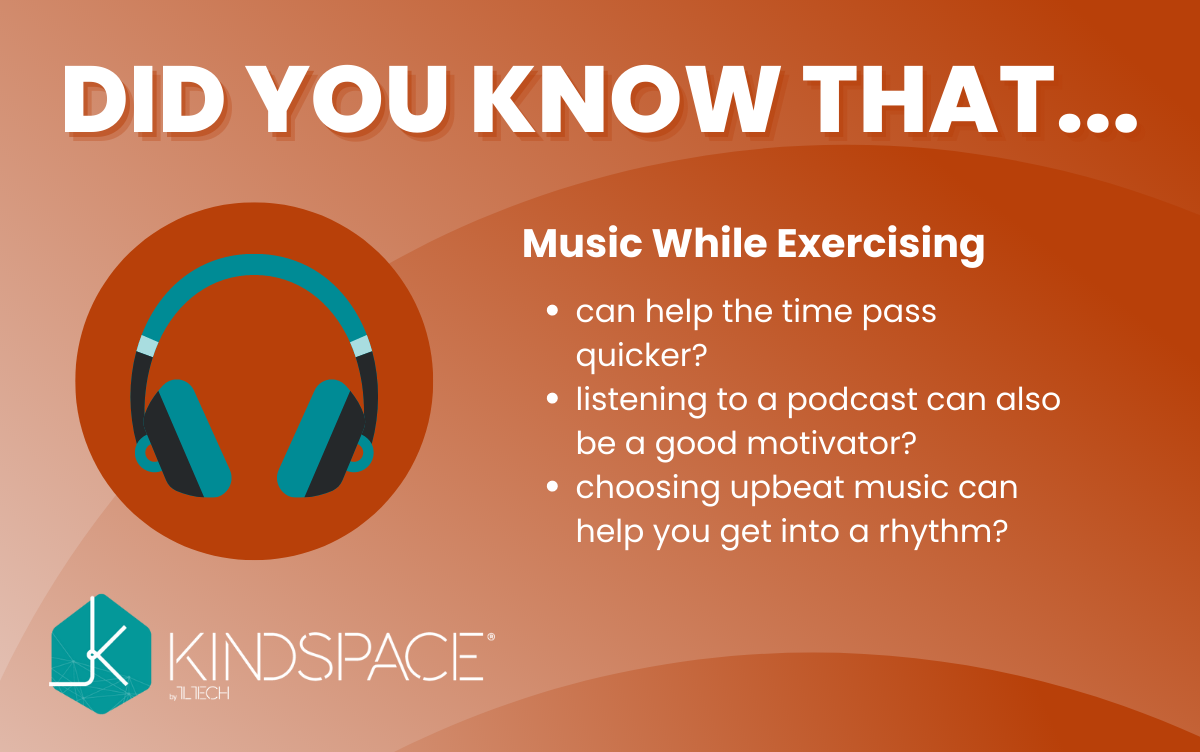 DID YOU KNOW THAT...
Music While Exercising
• can help the time pass
quicker?
• listening to a podcast can also
be a good motivator?
• choosing upbeat music can
help you get into a rhythm?
K
KINDSPACE®
by 1LTECH